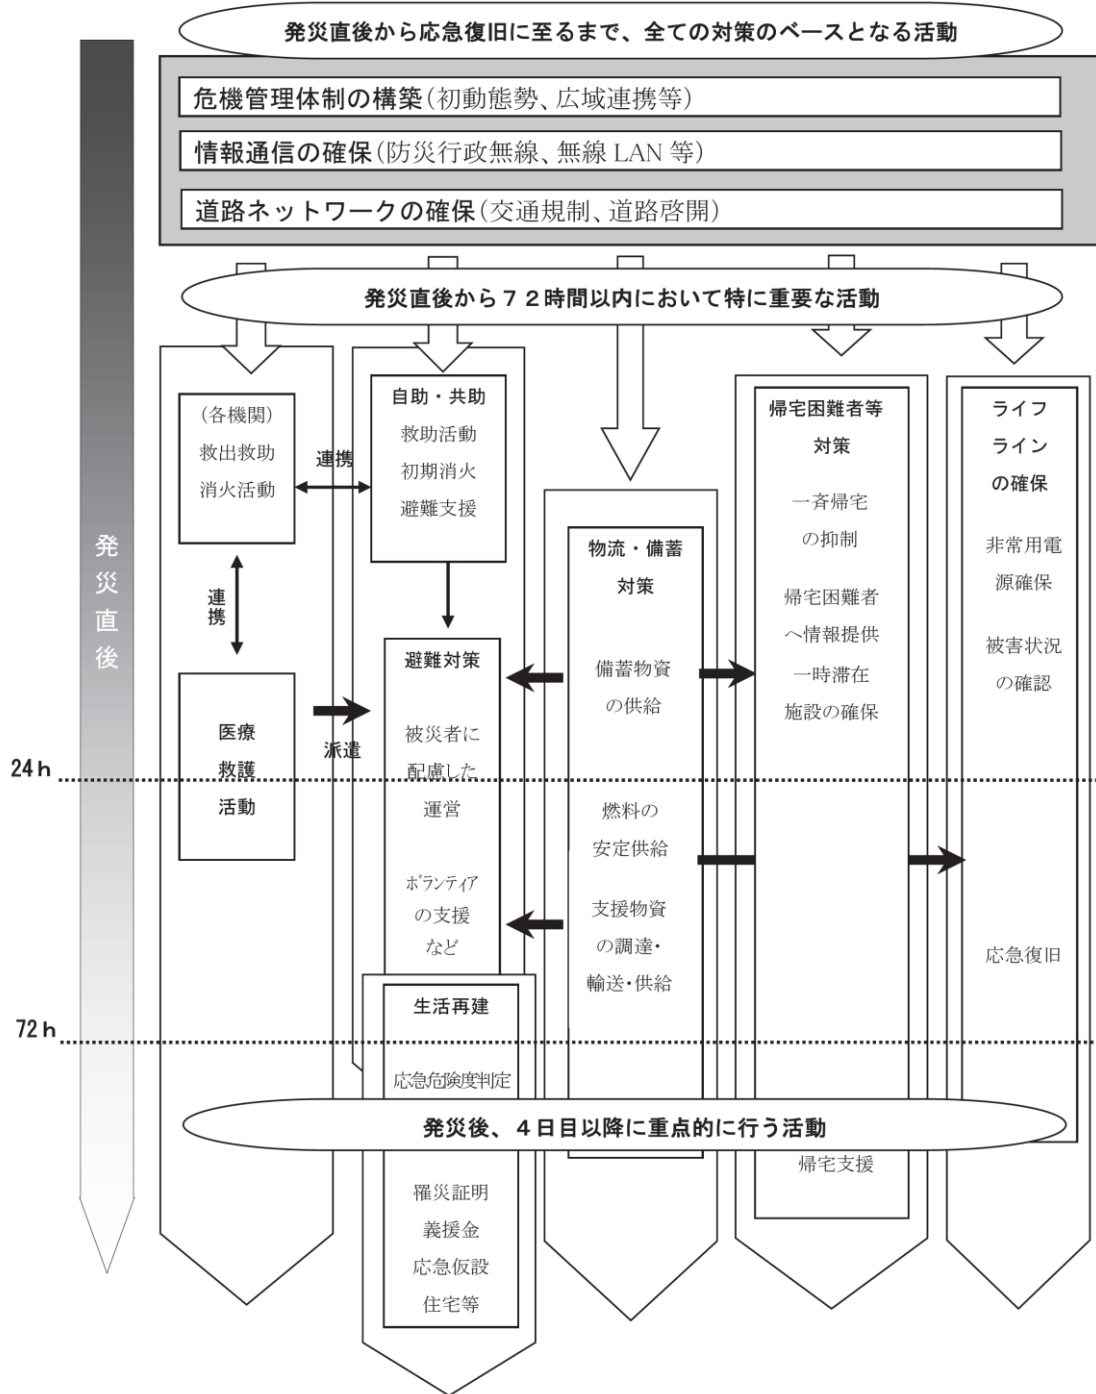 発災直後から応急復旧に至るまで、全ての対策のベースとなる活動
危機管理体制の構築(初動態勢、広域連携等)
情報通信の確保(防災行政無線、無線 LAN 等)
道路ネットワークの確保(交通規制、道路啓開)
発災直後から７２時間以内において特に重要な活動
発災直後
24h
72h
(各機関)
救出救助
消火活動
連携
連携
医療
救護
活動
派遣
自助・共助
救助活動
初期消火
避難支援
避難対策
被災者に
配慮した
運営
ボランティア
の支援
など
生活再建
応急危険度判定
物流・備蓄
対策
備蓄物資
の供給
燃料の
安定供給
支援物資
の調達・
輸送・供給
帰宅困難者等
対策
一斉帰宅
の抑制
帰宅困難者
へ情報提供
一時滞在
施設の確保
ライフ
ライン
の確保
非常用電
源確保
被害状況
の確認
応急復旧
発災後、４日目以降に重点的に行う活動
罹災証明
義援金
応急仮設
住宅等
帰宅支援